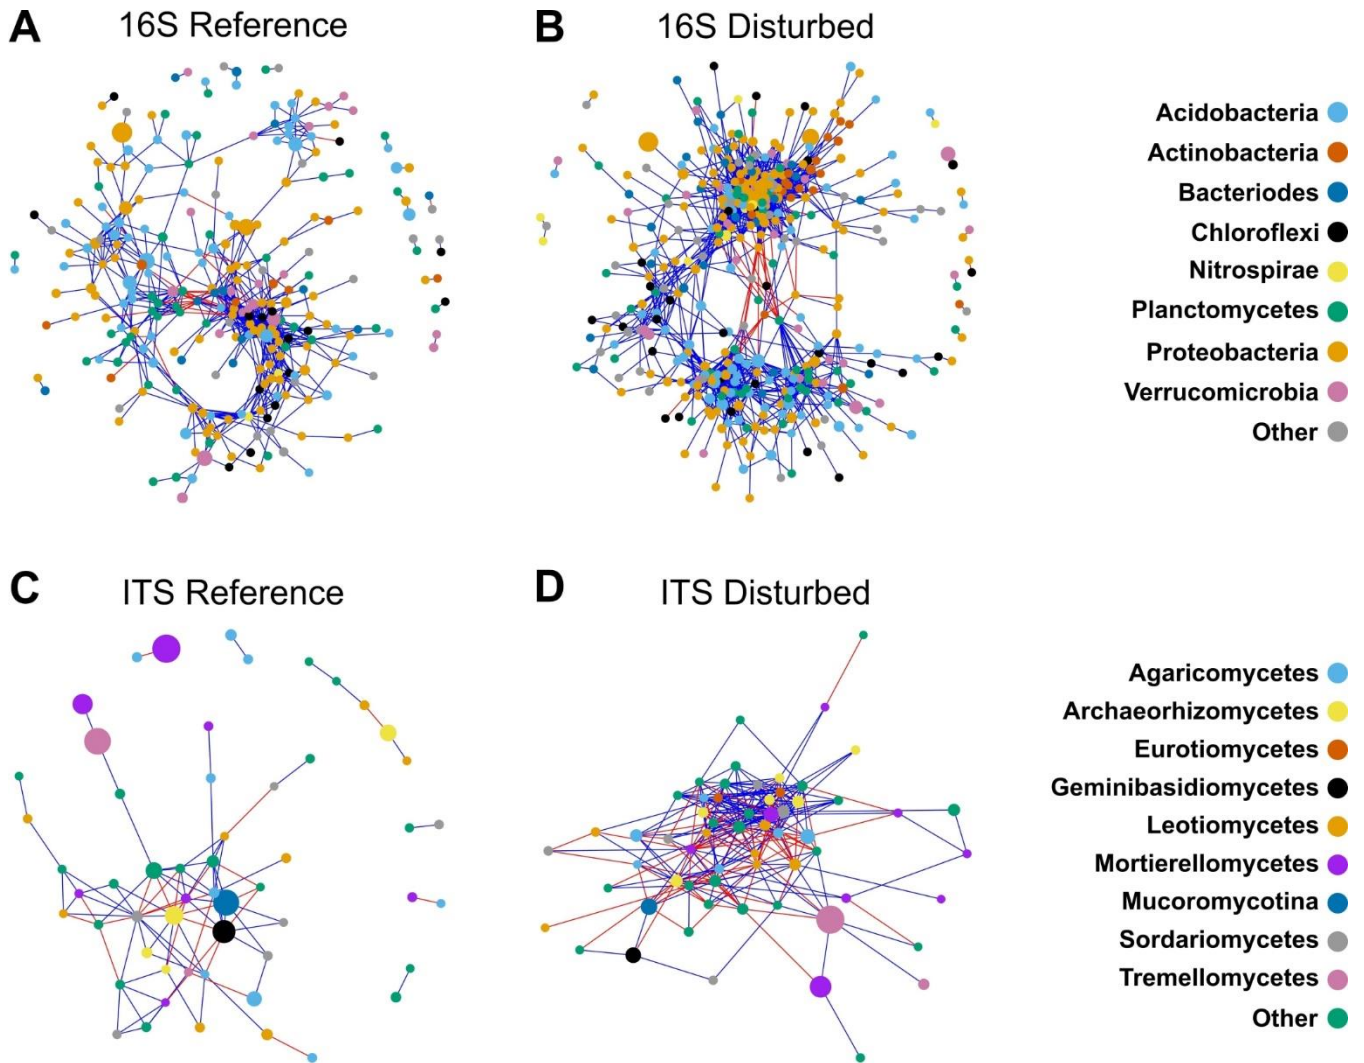 A 16S Reference
B 16S Disturbed
Acidobacteria
Actinobacteria
Bacteriodes
Chloroflexi
Nitrospirae
Planctomycetes
Proteobacteria
Verrucomicrobia
Other
C ITS Reference
D ITS Disturbed
Agaricomycetes
Archaeorhizomycetes
Eurotiomycetes
Geminibasidiomycetes
Leotiomycetes
Mortierellomycetes
Mucoromycotina
Sordariomycetes
Tremellomycetes
Other